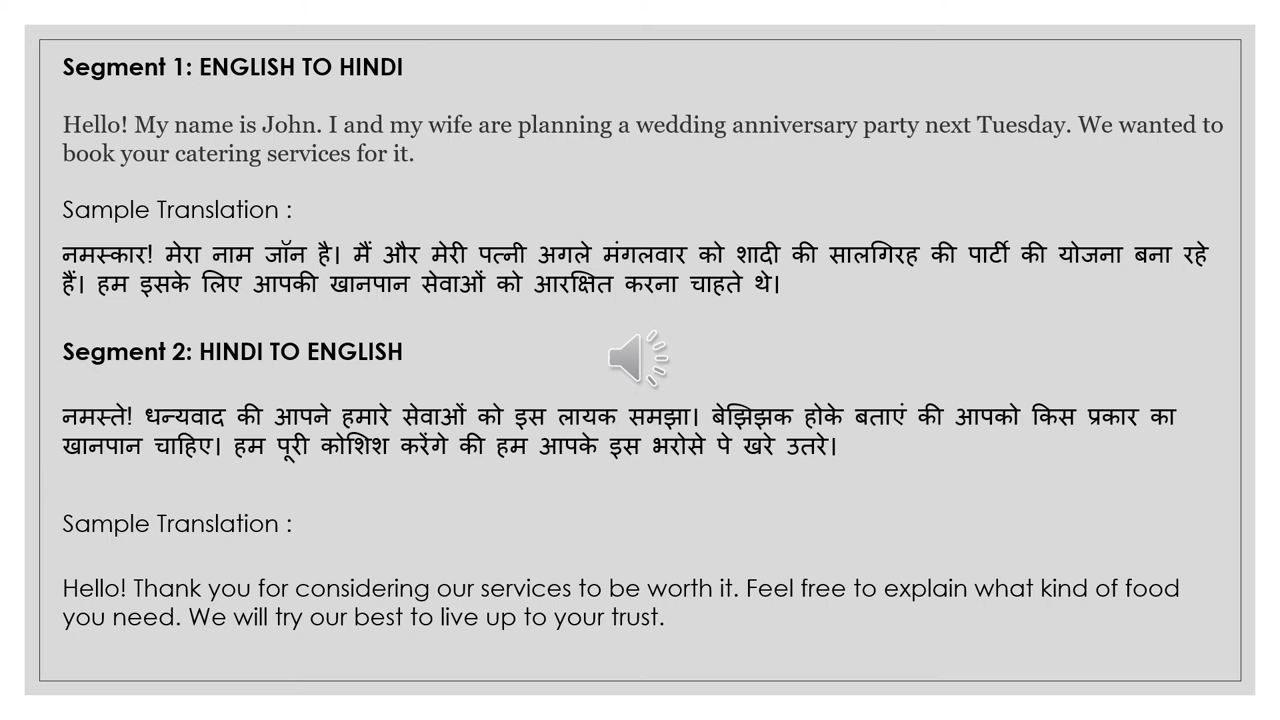 Segment 1: ENGLISH TO HINDI
Hello! My name is John. I and my wife are planning a wedding anniversary party next Tuesday. We wanted to
book your catering services for it.
Sample Translation :
नमस्कार! मेरा नाम जॉन है। मैं और मेरी पत्नी अगले मंगलवार को शादी की सालगिरह की पार्टी की योजना बना रहे
हैं। हम इसके लिए आपकी खानपान सेवाओं को आरक्षित करना चाहते थे।
Segment 2: HINDI TO ENGLISH
नमस्ते! धन्यवाद की आपने हमारे सेवाओं को इस लायक समझा। बेझिझक होके बताएं की आपको किस प्रकार का
खानपान चाहिए। हम पूरी कोशिश करेंगे की हम आपके इस भरोसे पे खरे उतरे।
Sample Translation :
Hello! Thank you for considering our services to be worth it. Feel free to explain what kind of food
you need. We will try our best to live up to your trust.